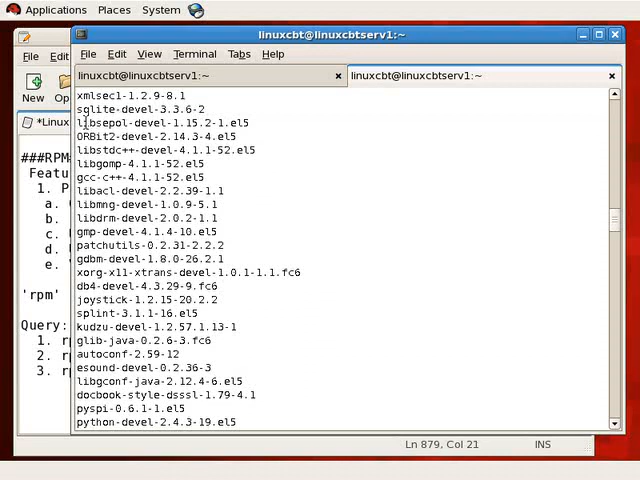 Applications Places System
linuxcbt@linuxcbtserv1:~
File Edit View Terminal Tabs Help
linuxcbt@linuxcbtserv1:~ linuxcbt@linuxcbtserv1:~
xmlsec1-1.2.9-8.1
sqlite-devel-3.3.6-2
libsepol-devel-1.15.2-1.el5
ORBit2-devel-2.14.3-4.el5
libstdc++-devel-4.1.1-52.el5
libgomp-4.1.1-52.el5
gcc-c++-4.1.1-52.el5
libacl-devel-2.2.39-1.1
libmng-devel-1.0.9-5.1
libdrm-devel-2.0.2-1.1
gmp-devel-4.1.4-10.el5
patchutils-0.2.31-2.2.2
gdbm-devel-1.8.0-26.2.1
xorg-x11-xtrans-devel-1.0.1-1.1.fc6
db4-devel-4.3.29-9.fc6
joystick-1.2.15-20.2.2
splint-3.1.1-16.el5
kudzu-devel-1.2.57.1.13-1
glib-java-0.2.6-3.fc6
autoconf-2.59-12
esound-devel-0.2.36-3
libgconf-java-2.12.4-6.el5
docbook-style-dsssl-1.79-4.1
pyspi-0.6.1-1.el5
python-devel-2.4.3-19.el5
File Edit
New Op
*Linux
###RPM
Featu
1. P
a.
b.
c.
d.
e.
'rpm'
Query:
1. r
2. r
3. r
Ln 879, Col 21 INS